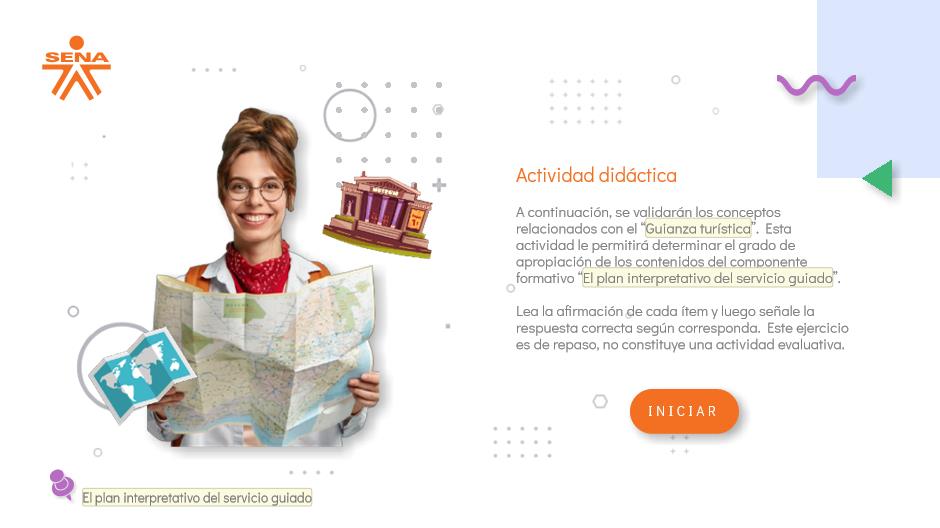 SENA
MUSEUM
Actividad didáctica
A continuación, se validarán los conceptos
relacionados con el “Guianza turística”. Esta
actividad le permitirá determinar el grado de
apropiación de los contenidos del componente
formativo “El plan interpretativo del servicio guiado”.
Lea la afirmación de cada ítem y luego señale la
respuesta correcta según corresponda. Este ejercicio
es de repaso, no constituye una actividad evaluativa.
INICIAR
El plan interpretativo del servicio guiado